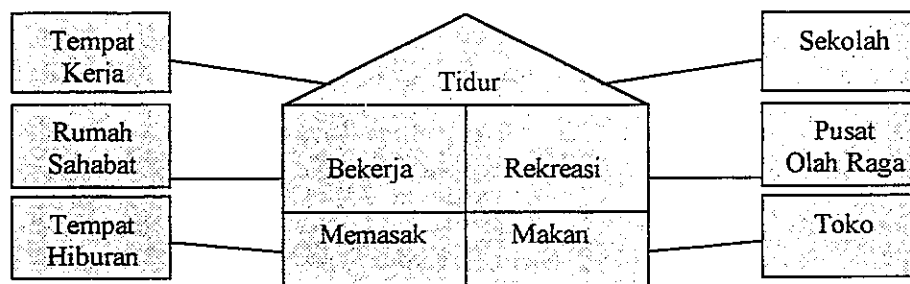 Tempat
Kerja
Sekolah
Tidur
Rumah
Sahabat
Bekerja
Rekreasi
Pusat
Olah Raga
Tempat
Hiburan
Memasak
Makan
Toko